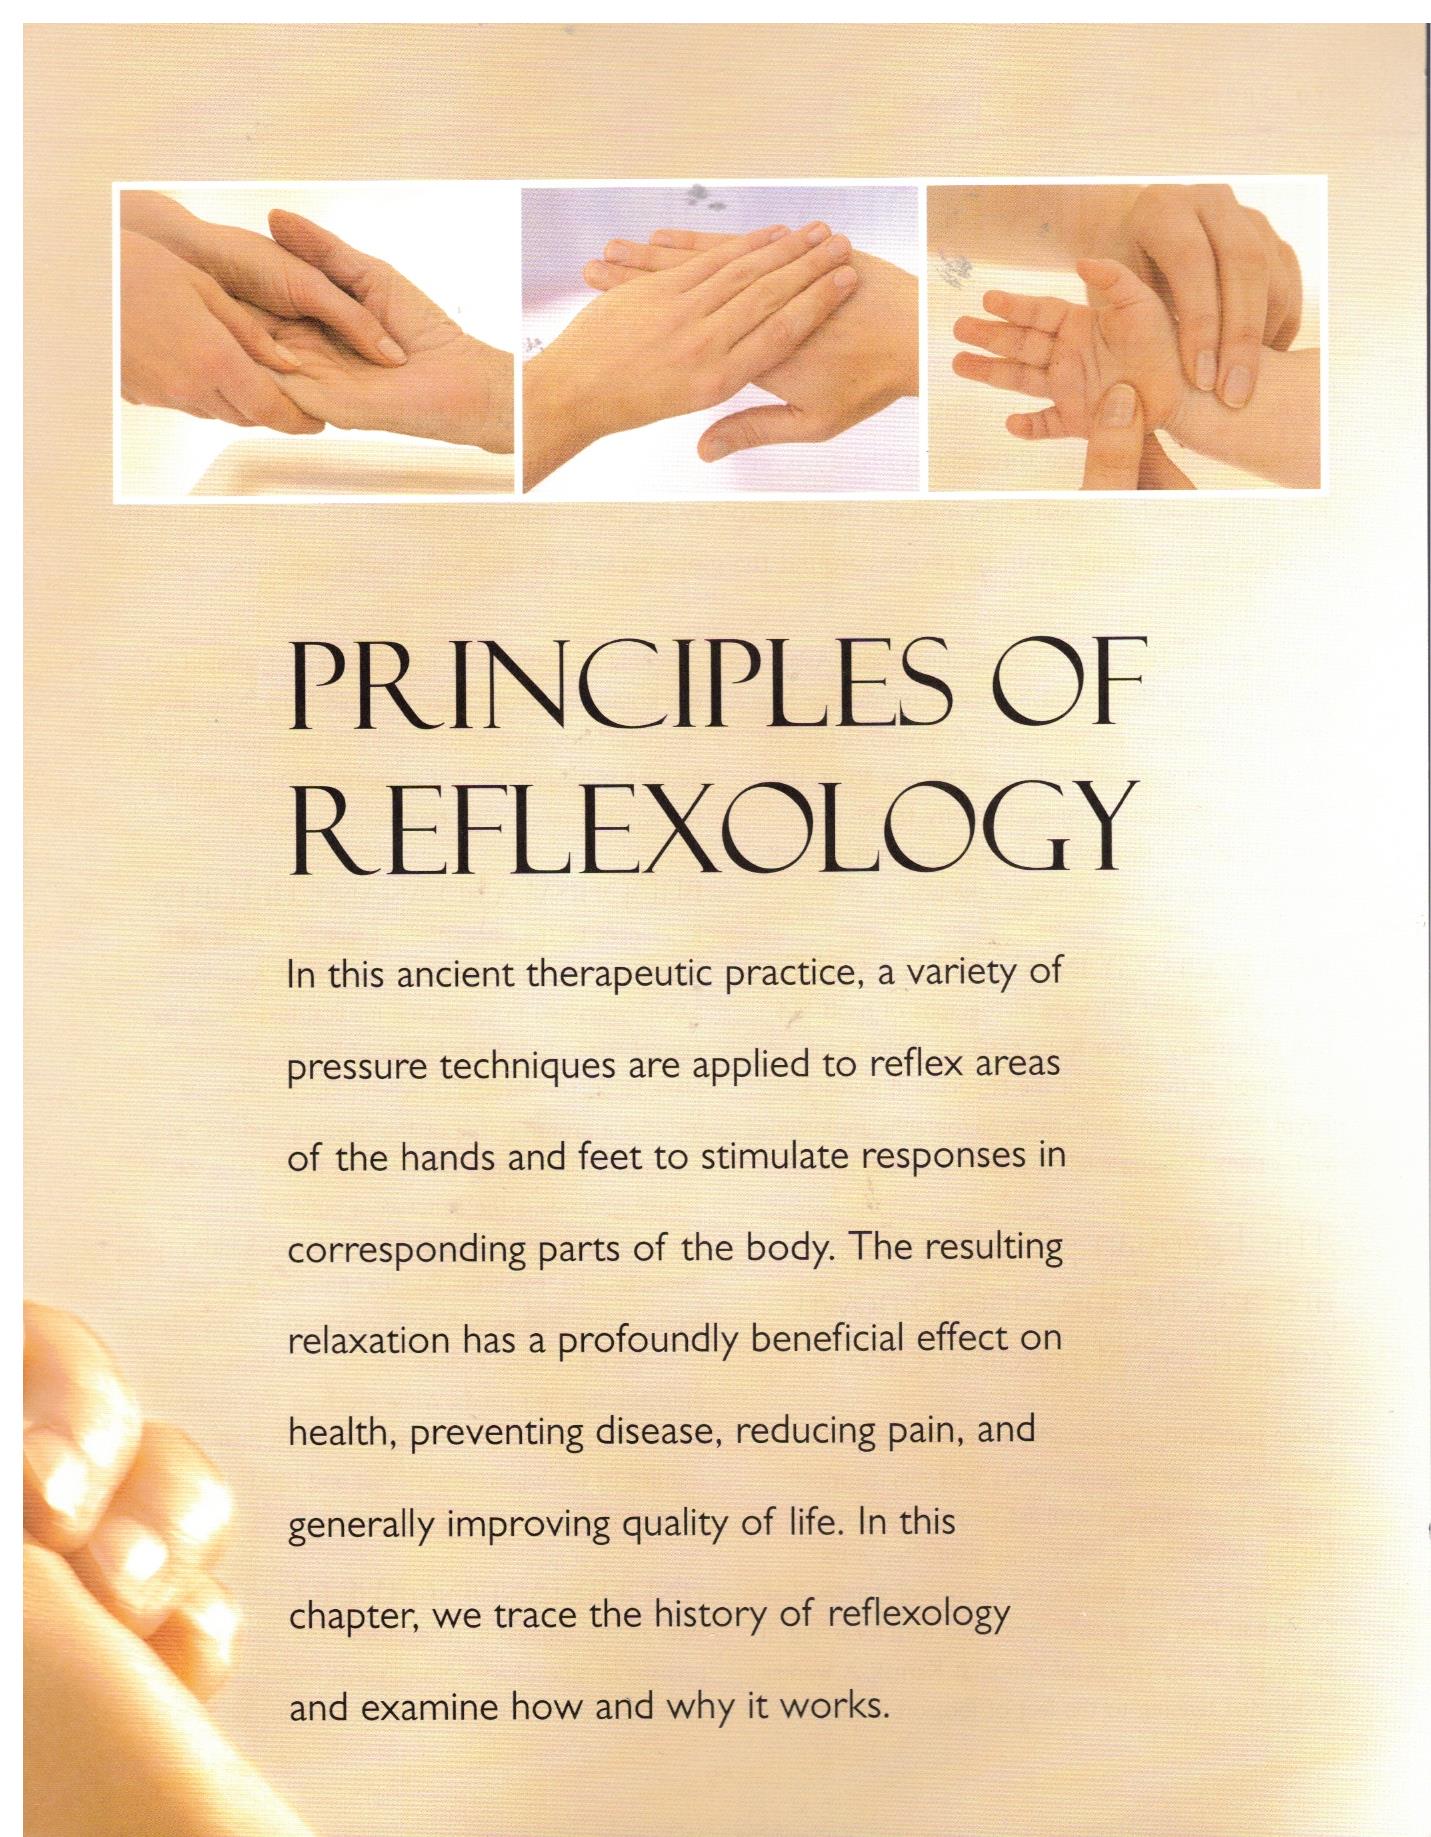 PRINCIPLES OF
REFLEXOLOGY
In this ancient therapeutic practice, a variety of
pressure techniques are applied to reflex areas
of the hands and feet to stimulate responses in
corresponding parts of the body. The resulting
relaxation has a profoundly beneficial effect on
health, preventing disease, reducing pain, and
generally improving quality of life. In this
chapter, we trace the history of reflexology
and examine how and why it works.